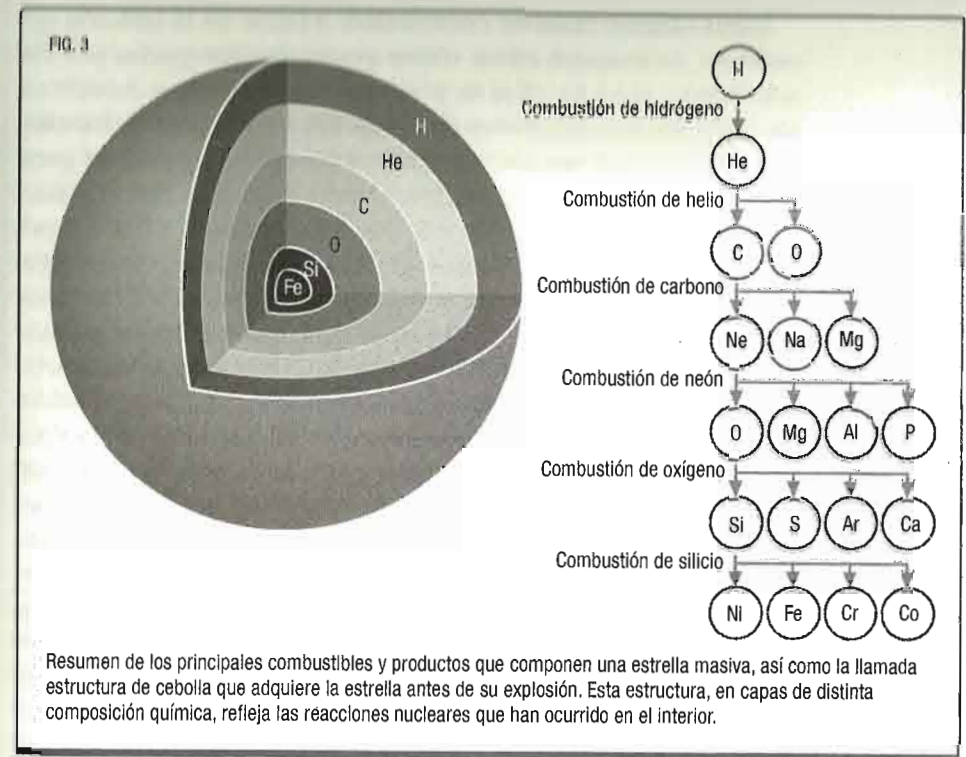 FIG. 3
H
He
C
O
Si
Fe
H
Combustión de hidrógeno
He
Combustión de helio
C O
Combustión de carbono
Ne Na Mg
Combustión de neón
O Mg Al P
Combustión de oxígeno
Si S Ar Ca
Combustión de silicio
Ni Fe Cr Co
Resumen de los principales combustibles y productos que componen una estrella masiva, así como la llamada
estructura de cebolla que adquiere la estrella antes de su explosión. Esta estructura, en capas de distinta
composición química, refleja las reacciones nucleares que han ocurrido en el interior.